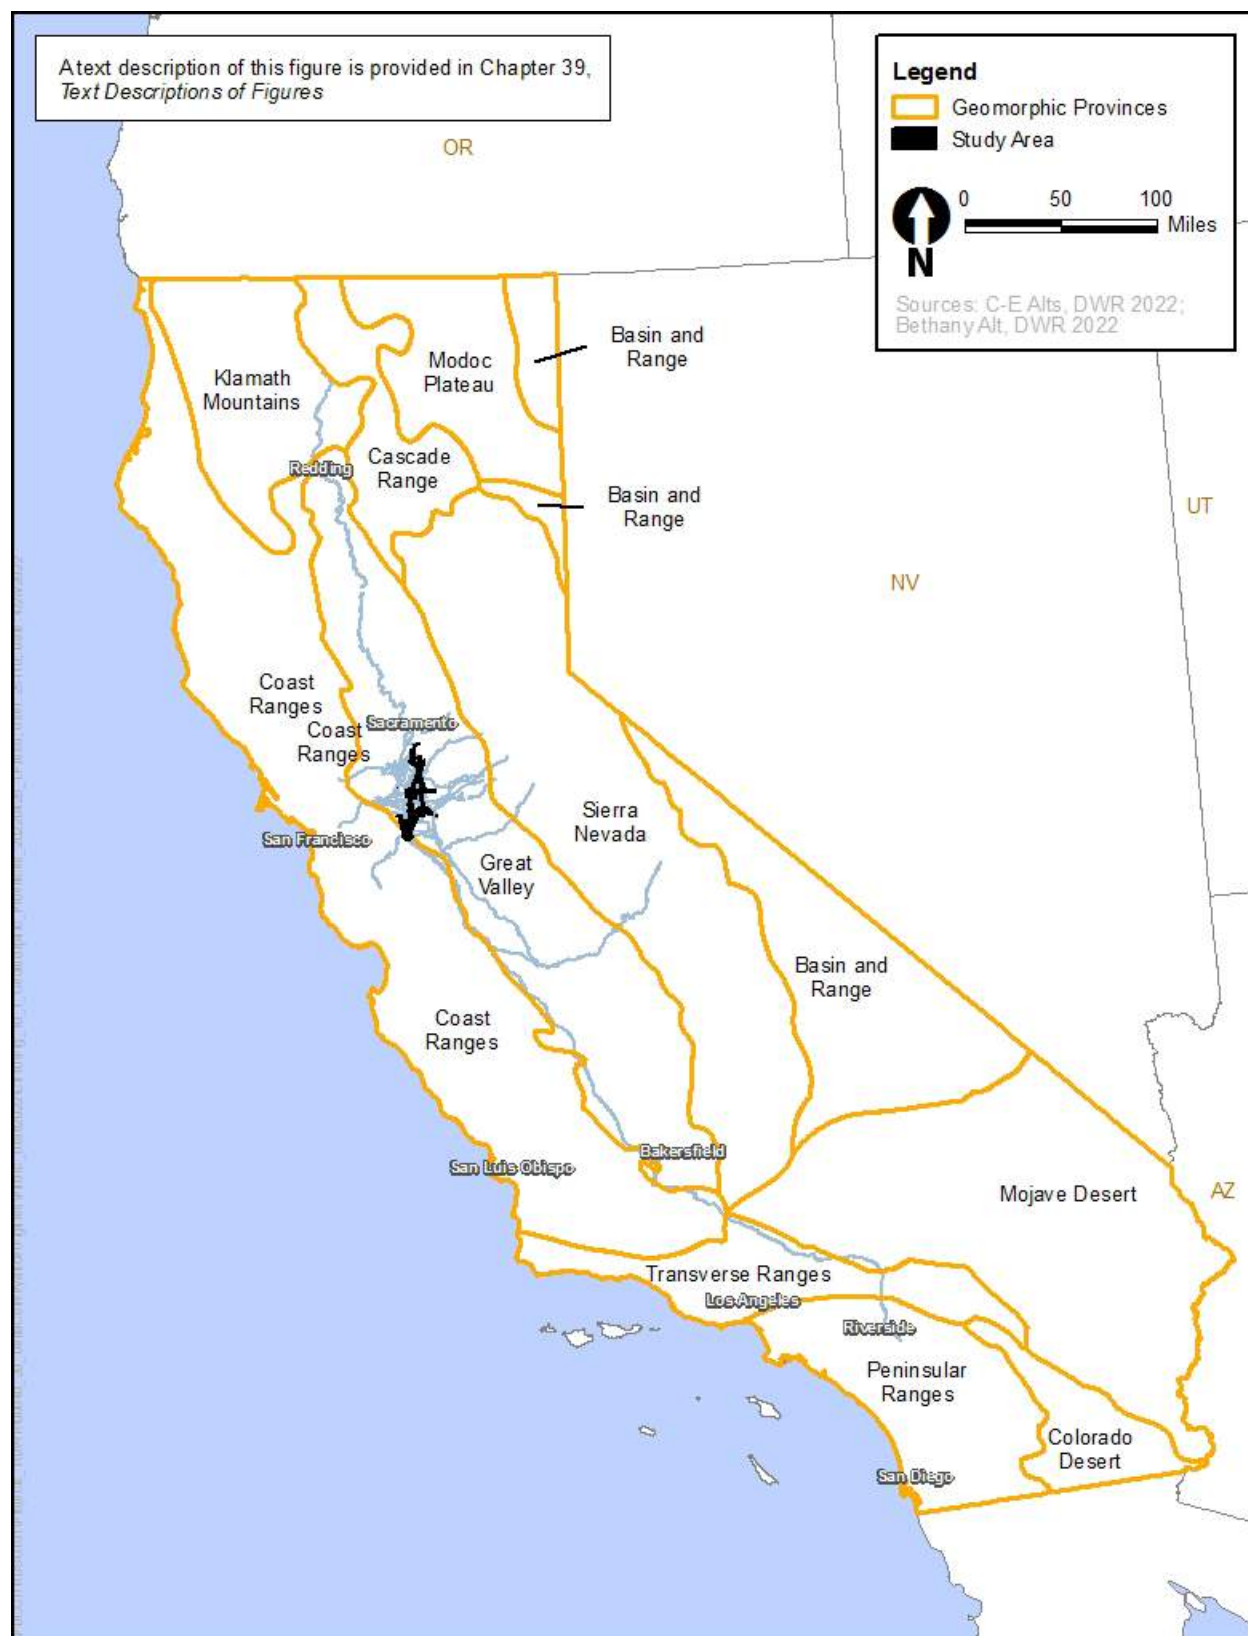 A text description of this figure is provided in Chapter 39,
Text Descriptions of Figures
Legend
Geomorphic Provinces
Study Area
0 50 100
Miles
N
Sources: C-E Alts, DWR 2022;
Bethany Alt, DWR 2022
OR
Basin and
Range
Modoc
Plateau
Klamath
Mountains
Cascade
Range
Redding
Basin and
Range
UT
NV
Coast
Ranges
Coast
Ranges
Sacramento
Sierra
Nevada
San Francisco
Great
Valley
Basin and
Range
Coast
Ranges
Bakersfield
San Luis Obispo
Mojave Desert
AZ
Transverse Ranges
Los Angeles
Riverside
Peninsular
Ranges
Colorado
Desert
San Diego